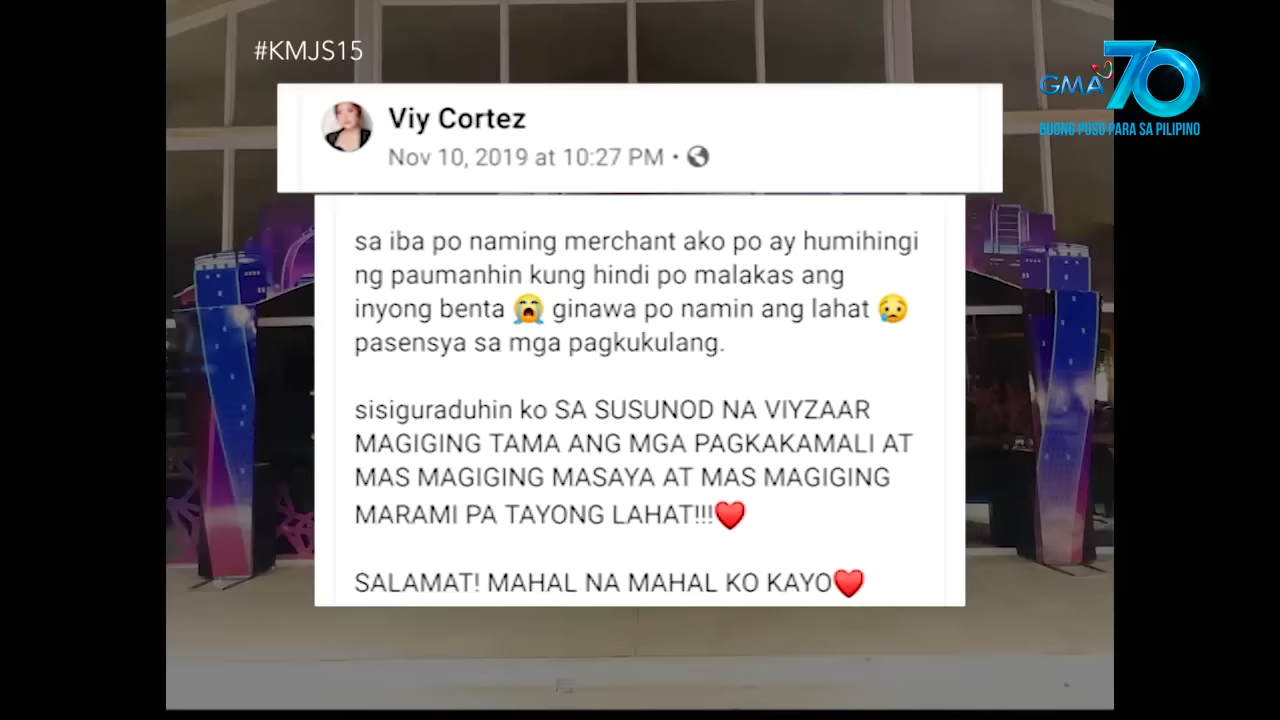 #KMJS15
GMA 70
BUONG PUSO PARA SA PILIPINO
Viy Cortez
Nov 10, 2019 at 10:27 PM •
sa iba po naming merchant ako po ay humihingi
ng paumanhin kung hindi po malakas ang
inyong benta 😭 ginawa po namin ang lahat 😢
pasensya sa mga pagkukulang.
sisiguraduhin ko SA SUSUNOD NA VIYZAAR
MAGIGING TAMA ANG MGA PAGKAKAMALI AT
MAS MAGIGING MASAYA AT MAS MAGIGING
MARAMI PA TAYONG LAHAT!!!❤️
SALAMAT! MAHAL NA MAHAL KO KAYO❤️